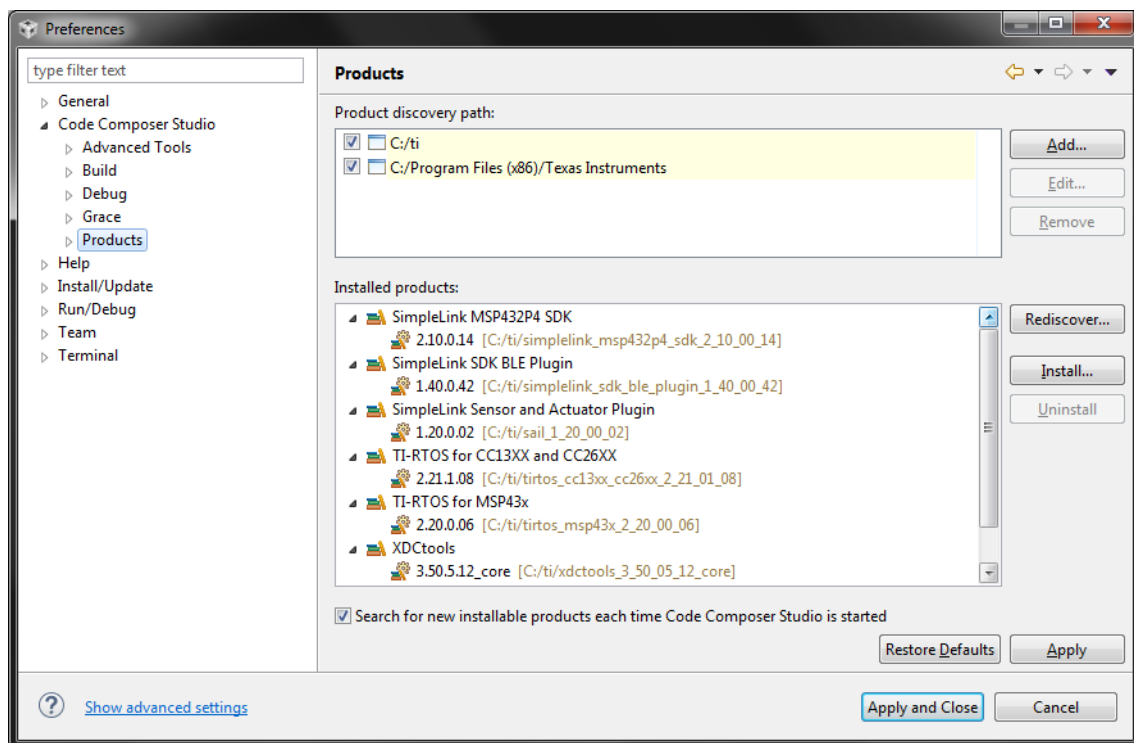 Preferences
type filter text
General
Code Composer Studio
Advanced Tools
Build
Debug
Grace
Products
Help
Install/Update
Run/Debug
Team
Terminal
Products
Product discovery path:
C:/ti
C:/Program Files (x86)/Texas Instruments
Add...
Edit...
Remove
Installed products:
SimpleLink MSP432P4 SDK
2.10.0.14 [C:/ti/simplelink_msp432p4_sdk_2_10_00_14]
SimpleLink SDK BLE Plugin
1.40.0.42 [C:/ti/simplelink_sdk_ble_plugin_1_40_00_42]
SimpleLink Sensor and Actuator Plugin
1.20.0.02 [C:/ti/sail_1_20_00_02]
TI-RTOS for CC13XX and CC26XX
2.21.1.08 [C:/ti/tirtos_cc13xx_cc26xx_2_21_01_08]
TI-RTOS for MSP43x
2.20.0.06 [C:/ti/tirtos_msp43x_2_20_00_06]
XDCtools
3.50.5.12_core [C:/ti/xdctools_3_50_05_12_core]
Rediscover...
Install...
Uninstall
Search for new installable products each time Code Composer Studio is started
Restore Defaults
Apply
Show advanced settings
Apply and Close
Cancel